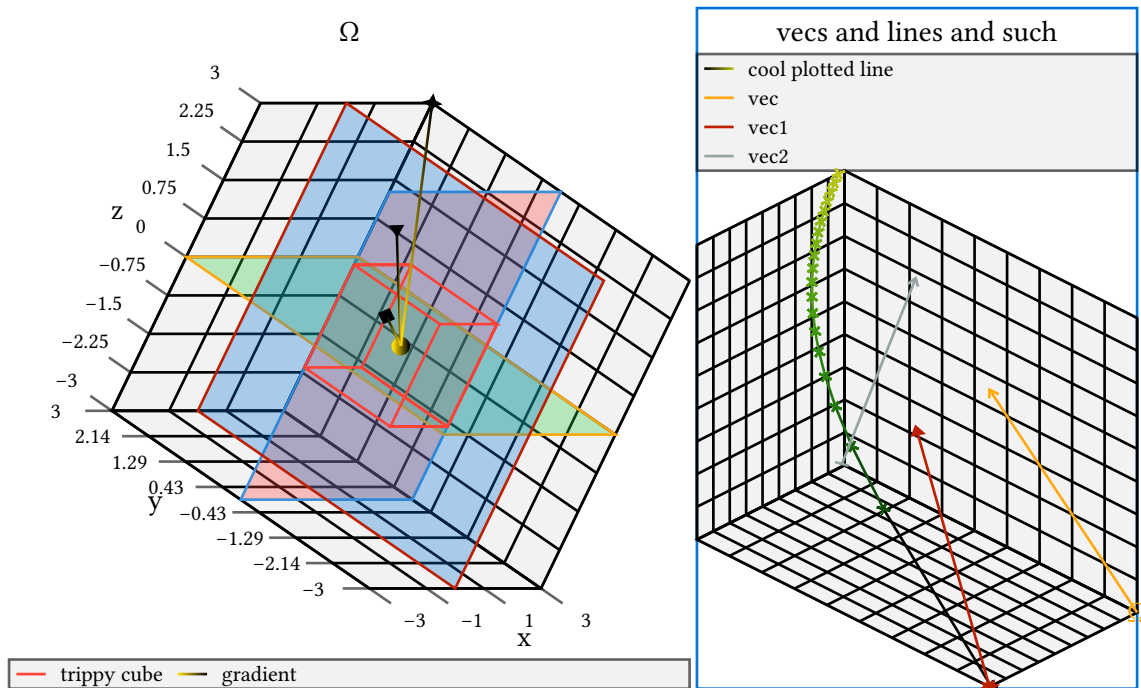 Ω
3
2.25
1.5
0.75
z
0
−0.75
−1.5
−2.25
−3
3
2.14
1.29
0.43
y
−0.43
−1.29
−2.14
−3
−3
−1
1
3
x
trippy cube
gradient
vecs and lines and such
cool plotted line
vec
vec1
vec2